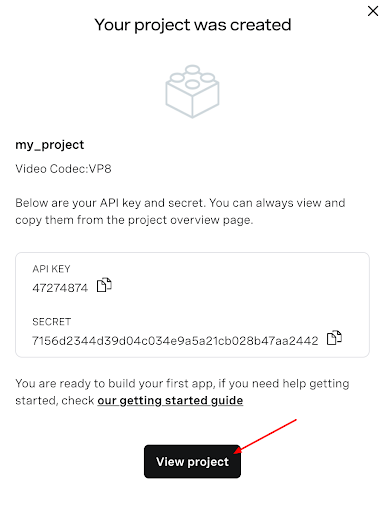 Your project was created
my_project
Video Codec:VP8
Below are your API key and secret. You can always view and
copy them from the project overview page.
API KEY
47274874
SECRET
7156d2344d39d04c034e9a5a21cb028b47aa2442
You are ready to build your first app, if you need help getting
started, check our getting started guide
View project